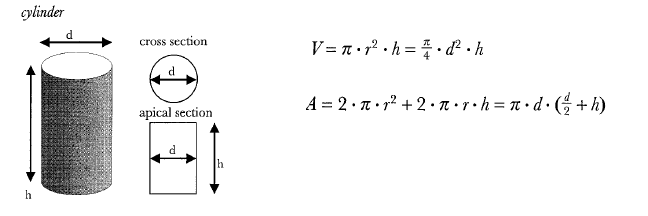 cylinder
d
cross section
d
apical section
d
h
h
V = π · r² · h = π/4 · d² · h
A = 2 · π · r² + 2 · π · r · h = π · d · (d/2 + h)